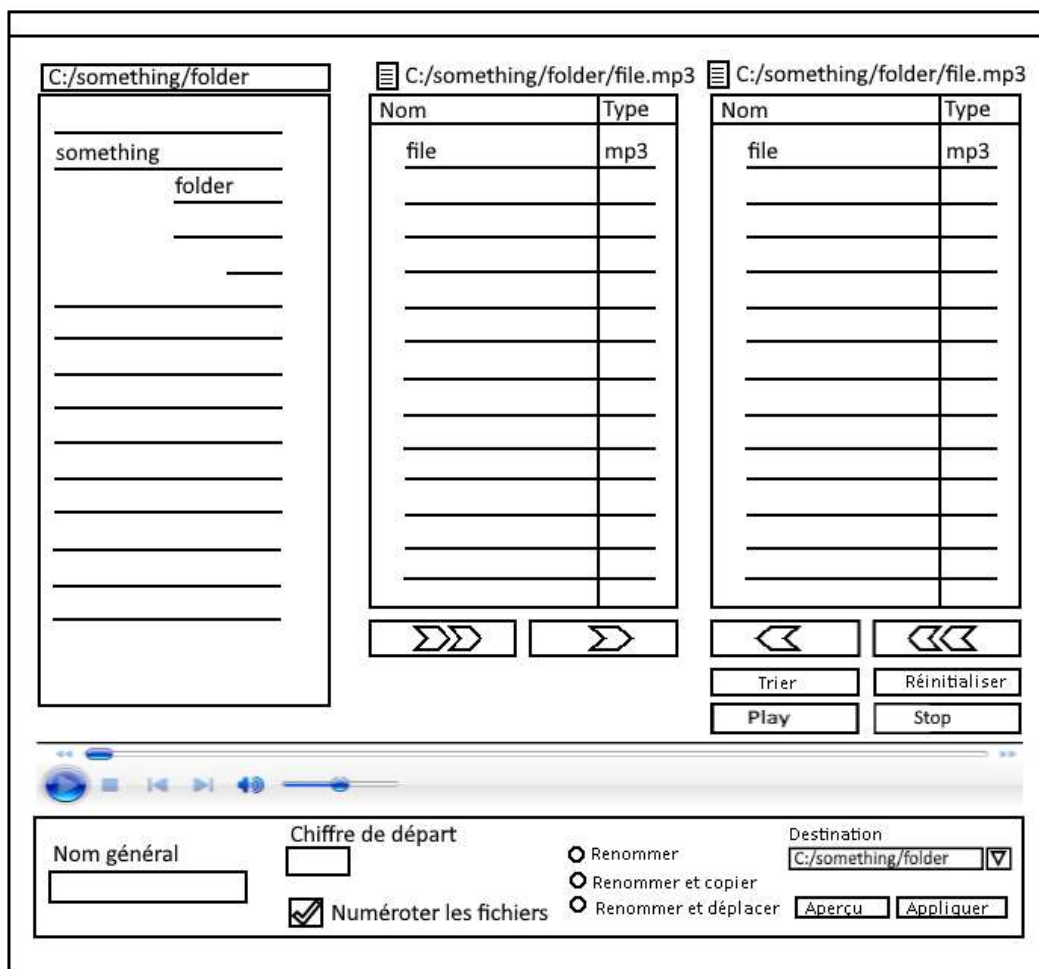 C:/something/folder
something
folder
C:/something/folder/file.mp3
Nom Type
file mp3
C:/something/folder/file.mp3
Nom Type
file mp3
Trier Réinitialiser
Play Stop
Nom général
Chiffre de départ
Numéroter les fichiers
Renommer
Renommer et copier
Renommer et déplacer
Destination
C:/something/folder
Aperçu Appliquer